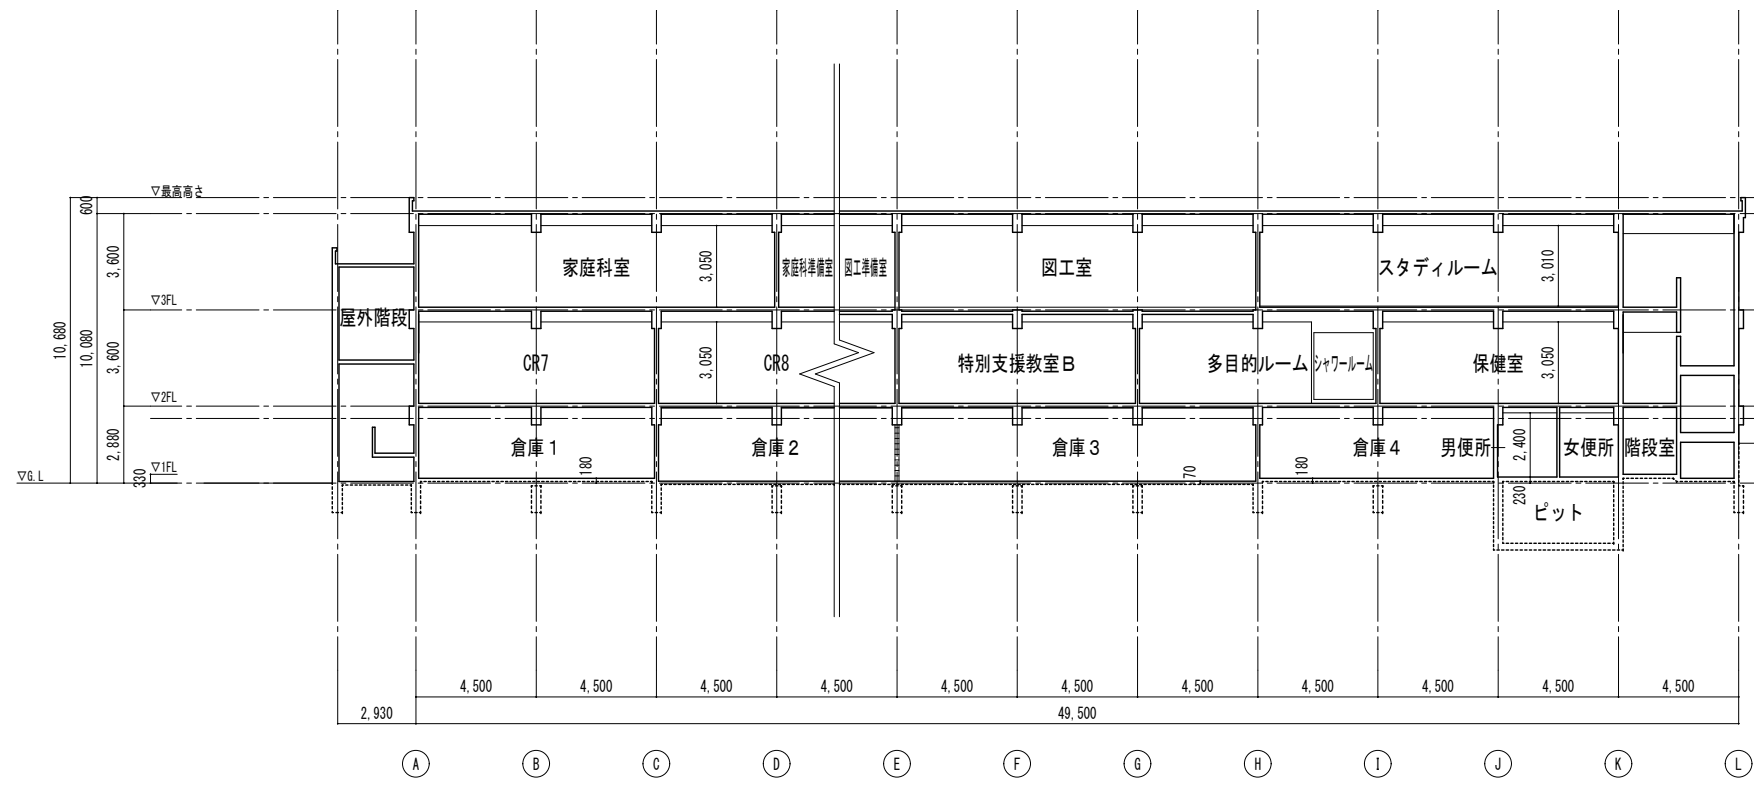 ▽最高高さ
600
3,600
▽3FL
10,680
10,080
3,600
▽2FL
2,880
▽1FL
▽G.L
330
家庭科室
3,050
家庭科準備室
図工準備室
図工室
スタディルーム
3,010
屋外階段
CR7
3,050
CR8
特別支援教室B
多目的ルーム
シャワールーム
保健室
3,050
倉庫1
180
倉庫2
倉庫3
70
倉庫4
180
男便所
2,400
女便所
階段室
230
ピット
4,500
4,500
4,500
4,500
4,500
4,500
4,500
4,500
4,500
4,500
4,500
2,930
49,500
A
B
C
D
E
F
G
H
I
J
K
L